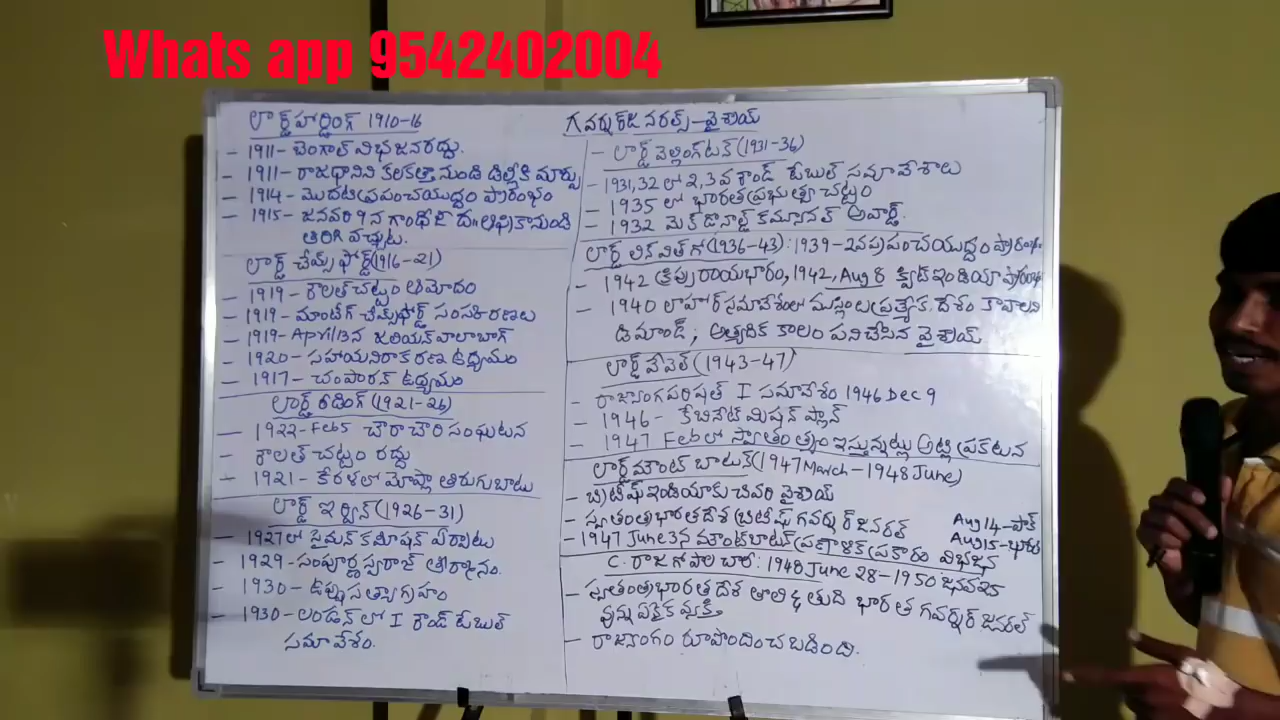 Whats app 9542402004
లార్డ్ హార్డింగ్ 1910-16
- 1911- బెంగాల్ విభజన రద్దు.
- 1911- రాజధానిని కలకత్తా నుండి ఢిల్లీకి మార్పు
- 1914- మొదటి ప్రపంచయుద్ధం ప్రారంభం
- 1915- జనవరి 9న గాంధీజీ ద॥ ఆఫ్రికానుండి
తిరిగి వచ్చుట.
లార్డ్ చేమ్స్ ఫోర్డ్ (1916-21)
- 1919- రౌలత్ చట్టం ఆమోదం
- 1919- మాంటేగ్ చేమ్స్‌ఫోర్డ్ సంస్కరణలు
- 1919- April 13న జలియన్ వాలాబాగ్
- 1920- సహాయనిరాకరణ ఉద్యమం
- 1917- చంపారన్ ఉద్యమం
లార్డ్ రీడింగ్ (1921-26)
- 1922- Feb 5 చౌరాచౌరి సంఘటన
- రౌలత్ చట్టం రద్దు
- 1921- కేరళలో మోప్లా తిరుగుబాటు
లార్డ్ ఇర్విన్ (1926-31)
- 1927లో సైమన్ కమీషన్ ఏర్పాటు
- 1929- సంపూర్ణ స్వరాజ్ తీర్మానం.
- 1930- ఉప్పు సత్యాగ్రహం
- 1930- లండన్ లో I రౌండ్ టేబుల్
సమావేశం.
గవర్నర్ జనరల్స్-వైశ్రాయ్
- లార్డ్ వెల్లింగ్‌టన్ (1931-36)
- 1931,32 లో 2,3వ రౌండ్ టేబుల్ సమావేశాలు
- 1935 లో భారత ప్రభుత్వ చట్టం
- 1932 మెక్ డొనాల్డ్ కమ్యూనల్ అవార్డ్.
లార్డ్ లిన్ లిత్ గో (1936-43): 1939-2వ ప్రపంచయుద్ధం ప్రారంభం
- 1942 క్రిప్స్ రాయభారం, 1942, Aug 8 క్విట్ ఇండియా ప్రారంభం
- 1940 లాహోర్ సమావేశంలో ముస్లింలు ప్రత్యేక దేశం కావాలని
డిమాండ్; అత్యధిక కాలం పనిచేసిన వైశ్రాయ్
లార్డ్ వేవెల్ (1943-47)
- రాజ్యాంగ పరిషత్ I సమావేశం 1946 Dec 9
- 1946 - కేబినేట్ మిషన్ ప్లాన్
- 1947 Feb లో స్వాతంత్ర్యం ఇస్తున్నట్లు అట్లీ ప్రకటన
లార్డ్ మౌంట్ బాటన్ (1947 March - 1948 June)
- బ్రిటీష్ ఇండియాకు చివరి వైశ్రాయ్
- స్వతంత్ర భారతదేశ బ్రిటీష్ గవర్నర్ జనరల్ Aug 14-పాక్
- 1947 June 3న మౌంట్‌బాటన్ ప్రణాళిక ప్రకారం విభజన Aug 15-భారత
C. రాజగోపాలచారి: 1948 June 28-1950 జనవరి 25
- స్వతంత్ర భారతదేశ తొలి & తుది భారత గవర్నర్ జనరల్
వున్న ఏకైక వ్యక్తి
- రాజ్యాంగం రూపొందించబడింది.